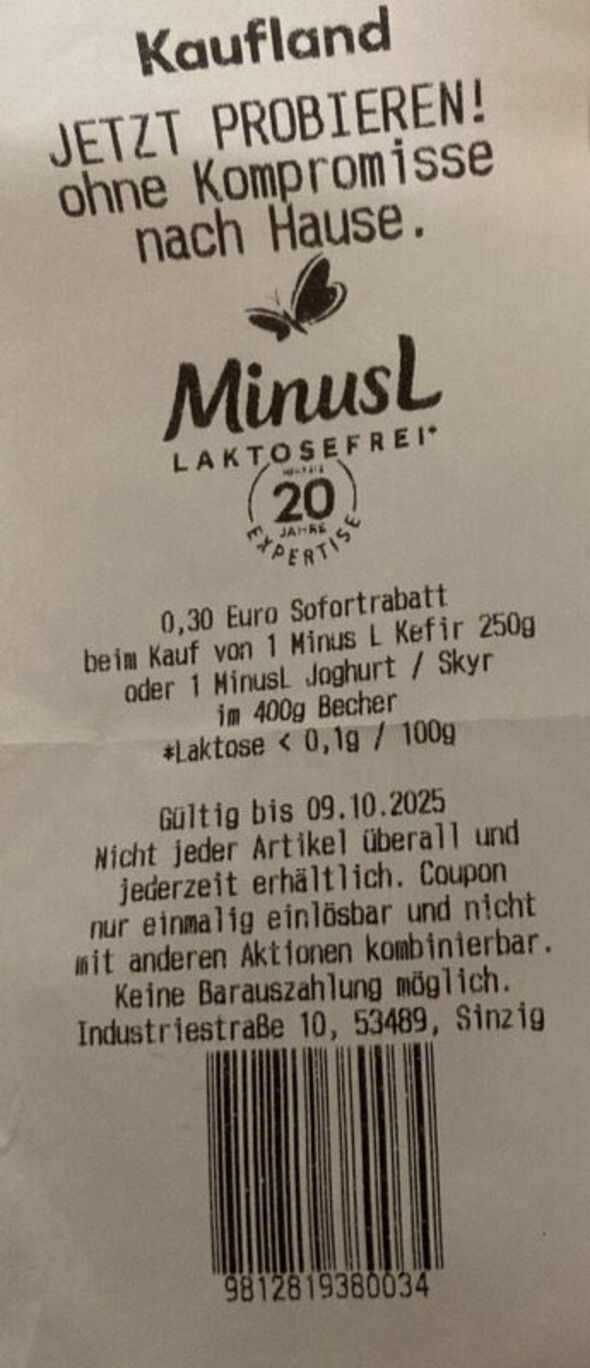 Kaufland
JETZT PROBIEREN!
ohne Kompromisse
nach Hause.
MinusL
LAKTOSEFREI*
20
JAHRE
EXPERTISE
0,30 Euro Sofortrabatt
beim Kauf von 1 Minus L Kefir 250g
oder 1 MinusL Joghurt / Skyr
im 400g Becher
*Laktose < 0,1g / 100g
Gültig bis 09.10.2025
Nicht jeder Artikel überall und
jederzeit erhältlich. Coupon
nur einmalig einlösbar und nicht
mit anderen Aktionen kombinierbar.
Keine Barauszahlung möglich.
Industriestraße 10, 53489, Sinzig
9812819380034